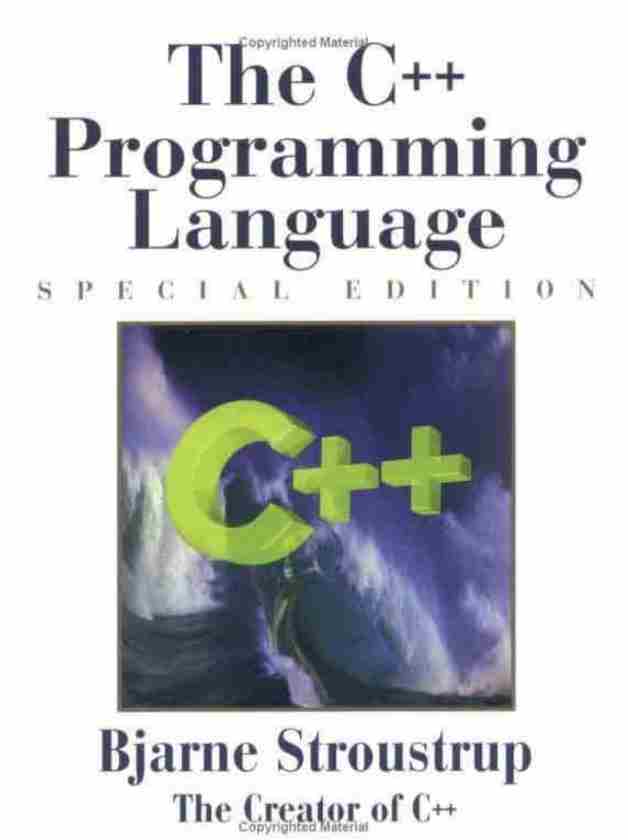 Copyrighted Material
The C++
Programming
Language
SPECIAL EDITION
C++
Bjarne Stroustrup
The Creator of C++
Copyrighted Material